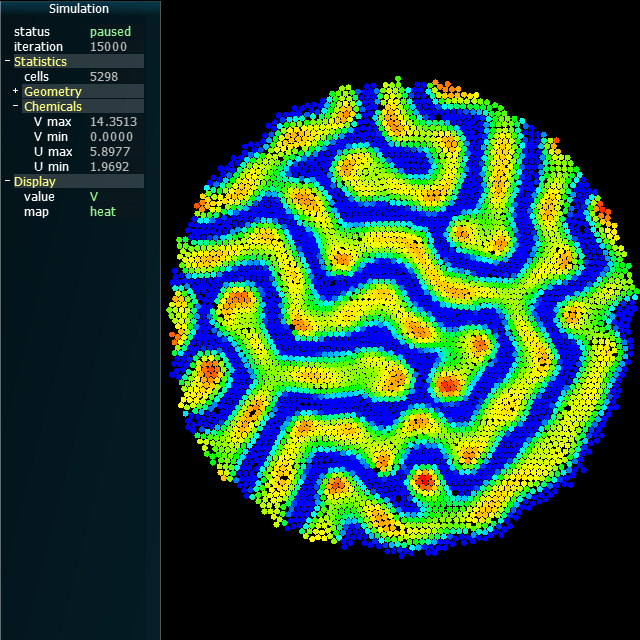 Simulation
status paused
iteration 15000
- Statistics
cells 5298
+ Geometry
- Chemicals
V max 14.3513
V min 0.0000
U max 5.8977
U min 1.9692
- Display
value V
map heat